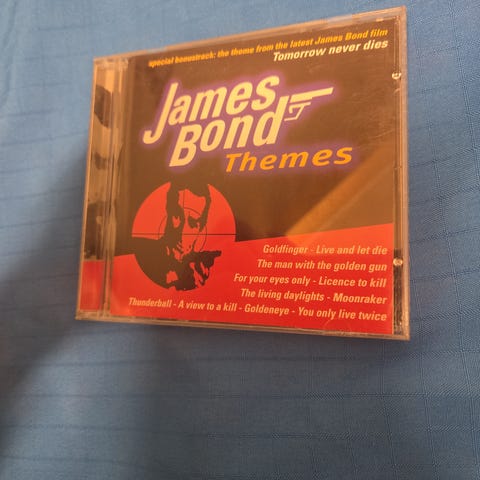 special bonustrack: the theme from the latest James Bond film
Tomorrow never dies
James
Bond
Themes
Goldfinger - Live and let die
The man with the golden gun
For your eyes only - Licence to kill
The living daylights - Moonraker
Thunderball - A view to a kill - Goldeneye - You only live twice